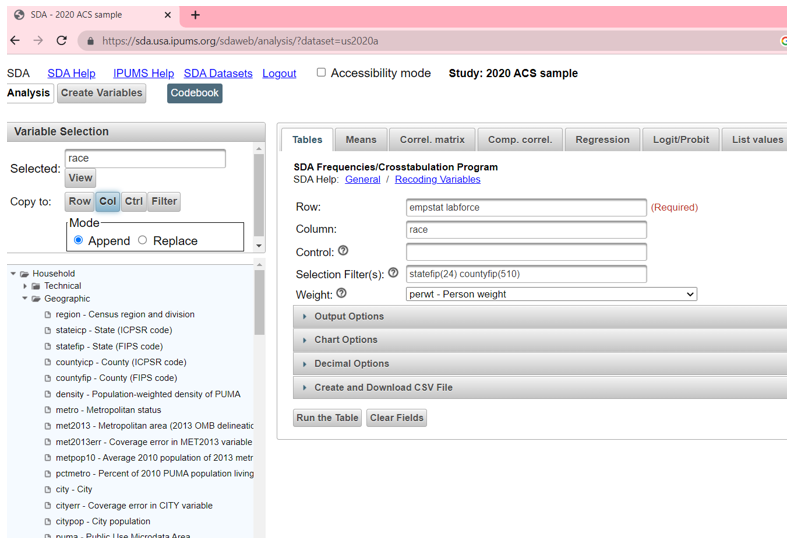 SDA - 2020 ACS sample
https://sda.usa.ipums.org/sdaweb/analysis/?dataset=us2020a
SDA SDA Help IPUMS Help SDA Datasets Logout Accessibility mode Study: 2020 ACS sample
Analysis Create Variables Codebook
Variable Selection
Selected: race
View
Copy to: Row Col Ctrl Filter
Mode
Append Replace
Household
Technical
Geographic
region - Census region and division
stateicp - State (ICPSR code)
statefip - State (FIPS code)
countyicp - County (ICPSR code)
countyfip - County (FIPS code)
density - Population-weighted density of PUMA
metro - Metropolitan status
met2013 - Metropolitan area (2013 OMB delineatic
met2013err - Coverage error in MET2013 variable
metpop10 - Average 2010 population of 2013 metr
pctmetro - Percent of 2010 PUMA population living
city - City
cityerr - Coverage error in CITY variable
citypop - City population
puma - Public Use Microdata Area
Tables Means Correl. matrix Comp. correl. Regression Logit/Probit List values
SDA Frequencies/Crosstabulation Program
SDA Help: General / Recoding Variables
Row: empstat labforce (Required)
Column: race
Control:
Selection Filter(s): statefip(24) countyfip(510)
Weight: perwt - Person weight
Output Options
Chart Options
Decimal Options
Create and Download CSV File
Run the Table Clear Fields